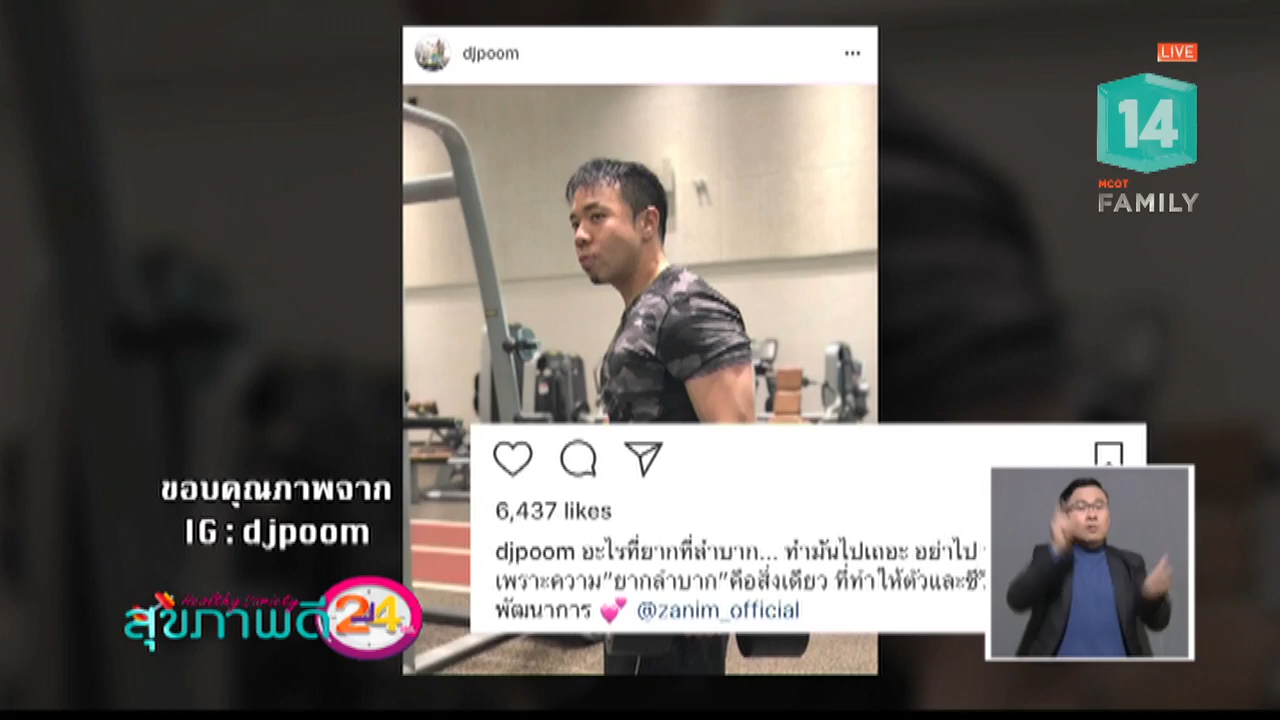 djpoom
LIVE
14
MCOT
FAMILY
6,437 likes
djpoom อะไรที่ยากที่ลำบาก... ทำมันไปเถอะ อย่าไป
เพราะความ"ยากลำบาก"คือสิ่งเดียว ที่ทำให้ตัวและชีวิ
พัฒนาการ 💕 @zanim_official
ขอบคุณภาพจาก
IG : djpoom
Healthy Variety
สุขภาพดี 24